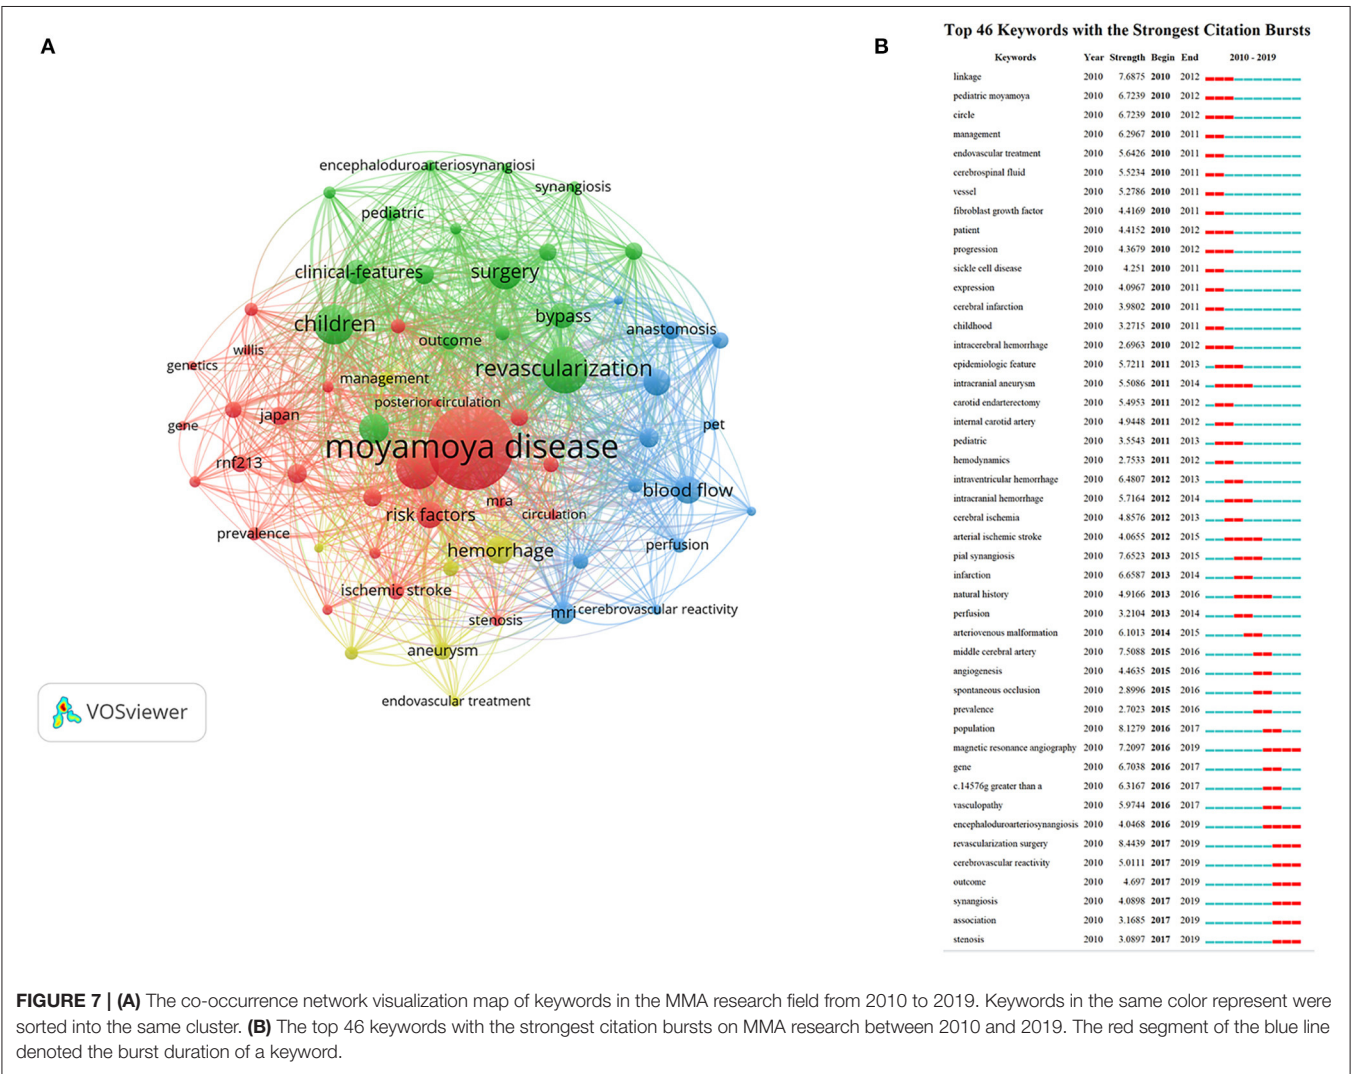 A
encephaloduroarteriosynangiosi
synangiosis
pediatric
clinical-features
surgery
children
bypass
anastomosis
outcome
willis
genetics
revascularization
management
posterior circulation
japan
gene
pet
moyamoya disease
rnf213
blood flow
mra
risk factors
circulation
prevalence
perfusion
hemorrhage
ischemic stroke
mri
cerebrovascular reactivity
stenosis
aneurysm
endovascular treatment
VOSviewer
B
Top 46 Keywords with the Strongest Citation Bursts
Keywords Year Strength Begin End 2010 - 2019
linkage 2010 7.6875 2010 2012
pediatric moyamoya 2010 6.7239 2010 2012
circle 2010 6.7239 2010 2012
management 2010 6.2967 2010 2011
endovascular treatment 2010 5.6426 2010 2011
cerebrospinal fluid 2010 5.5234 2010 2011
vessel 2010 5.2786 2010 2011
fibroblast growth factor 2010 4.4169 2010 2011
patient 2010 4.4152 2010 2012
progression 2010 4.3679 2010 2012
sickle cell disease 2010 4.251 2010 2011
expression 2010 4.0967 2010 2011
cerebral infarction 2010 3.9802 2010 2011
childhood 2010 3.2715 2010 2011
intracerebral hemorrhage 2010 2.6963 2010 2012
epidemiologic feature 2010 5.7211 2011 2013
intracranial aneurysm 2010 5.5086 2011 2014
carotid endarterectomy 2010 5.4953 2011 2012
internal carotid artery 2010 4.9448 2011 2012
pediatric 2010 3.5543 2011 2013
hemodynamics 2010 2.7533 2011 2012
intraventricular hemorrhage 2010 6.4807 2012 2013
intracranial hemorrhage 2010 5.7164 2012 2014
cerebral ischemia 2010 4.8576 2012 2013
arterial ischemic stroke 2010 4.0655 2012 2015
pial synangiosis 2010 7.6523 2013 2015
infarction 2010 6.6587 2013 2014
natural history 2010 4.9166 2013 2016
perfusion 2010 3.2104 2013 2014
arteriovenous malformation 2010 6.1013 2014 2015
middle cerebral artery 2010 7.5088 2015 2016
angiogenesis 2010 4.4635 2015 2016
spontaneous occlusion 2010 2.8996 2015 2016
prevalence 2010 2.7023 2015 2016
population 2010 8.1279 2016 2017
magnetic resonance angiography 2010 7.2097 2016 2019
gene 2010 6.7038 2016 2017
c.14576g greater than a 2010 6.3167 2016 2017
vasculopathy 2010 5.9744 2016 2017
encephaloduroarteriosynangiosis 2010 4.0468 2016 2019
revascularization surgery 2010 8.4439 2017 2019
cerebrovascular reactivity 2010 5.0111 2017 2019
outcome 2010 4.697 2017 2019
synangiosis 2010 4.0898 2017 2019
association 2010 3.1685 2017 2019
stenosis 2010 3.0897 2017 2019
FIGURE 7 | (A) The co-occurrence network visualization map of keywords in the MMA research field from 2010 to 2019. Keywords in the same color represent were
sorted into the same cluster. (B) The top 46 keywords with the strongest citation bursts on MMA research between 2010 and 2019. The red segment of the blue line
denoted the burst duration of a keyword.